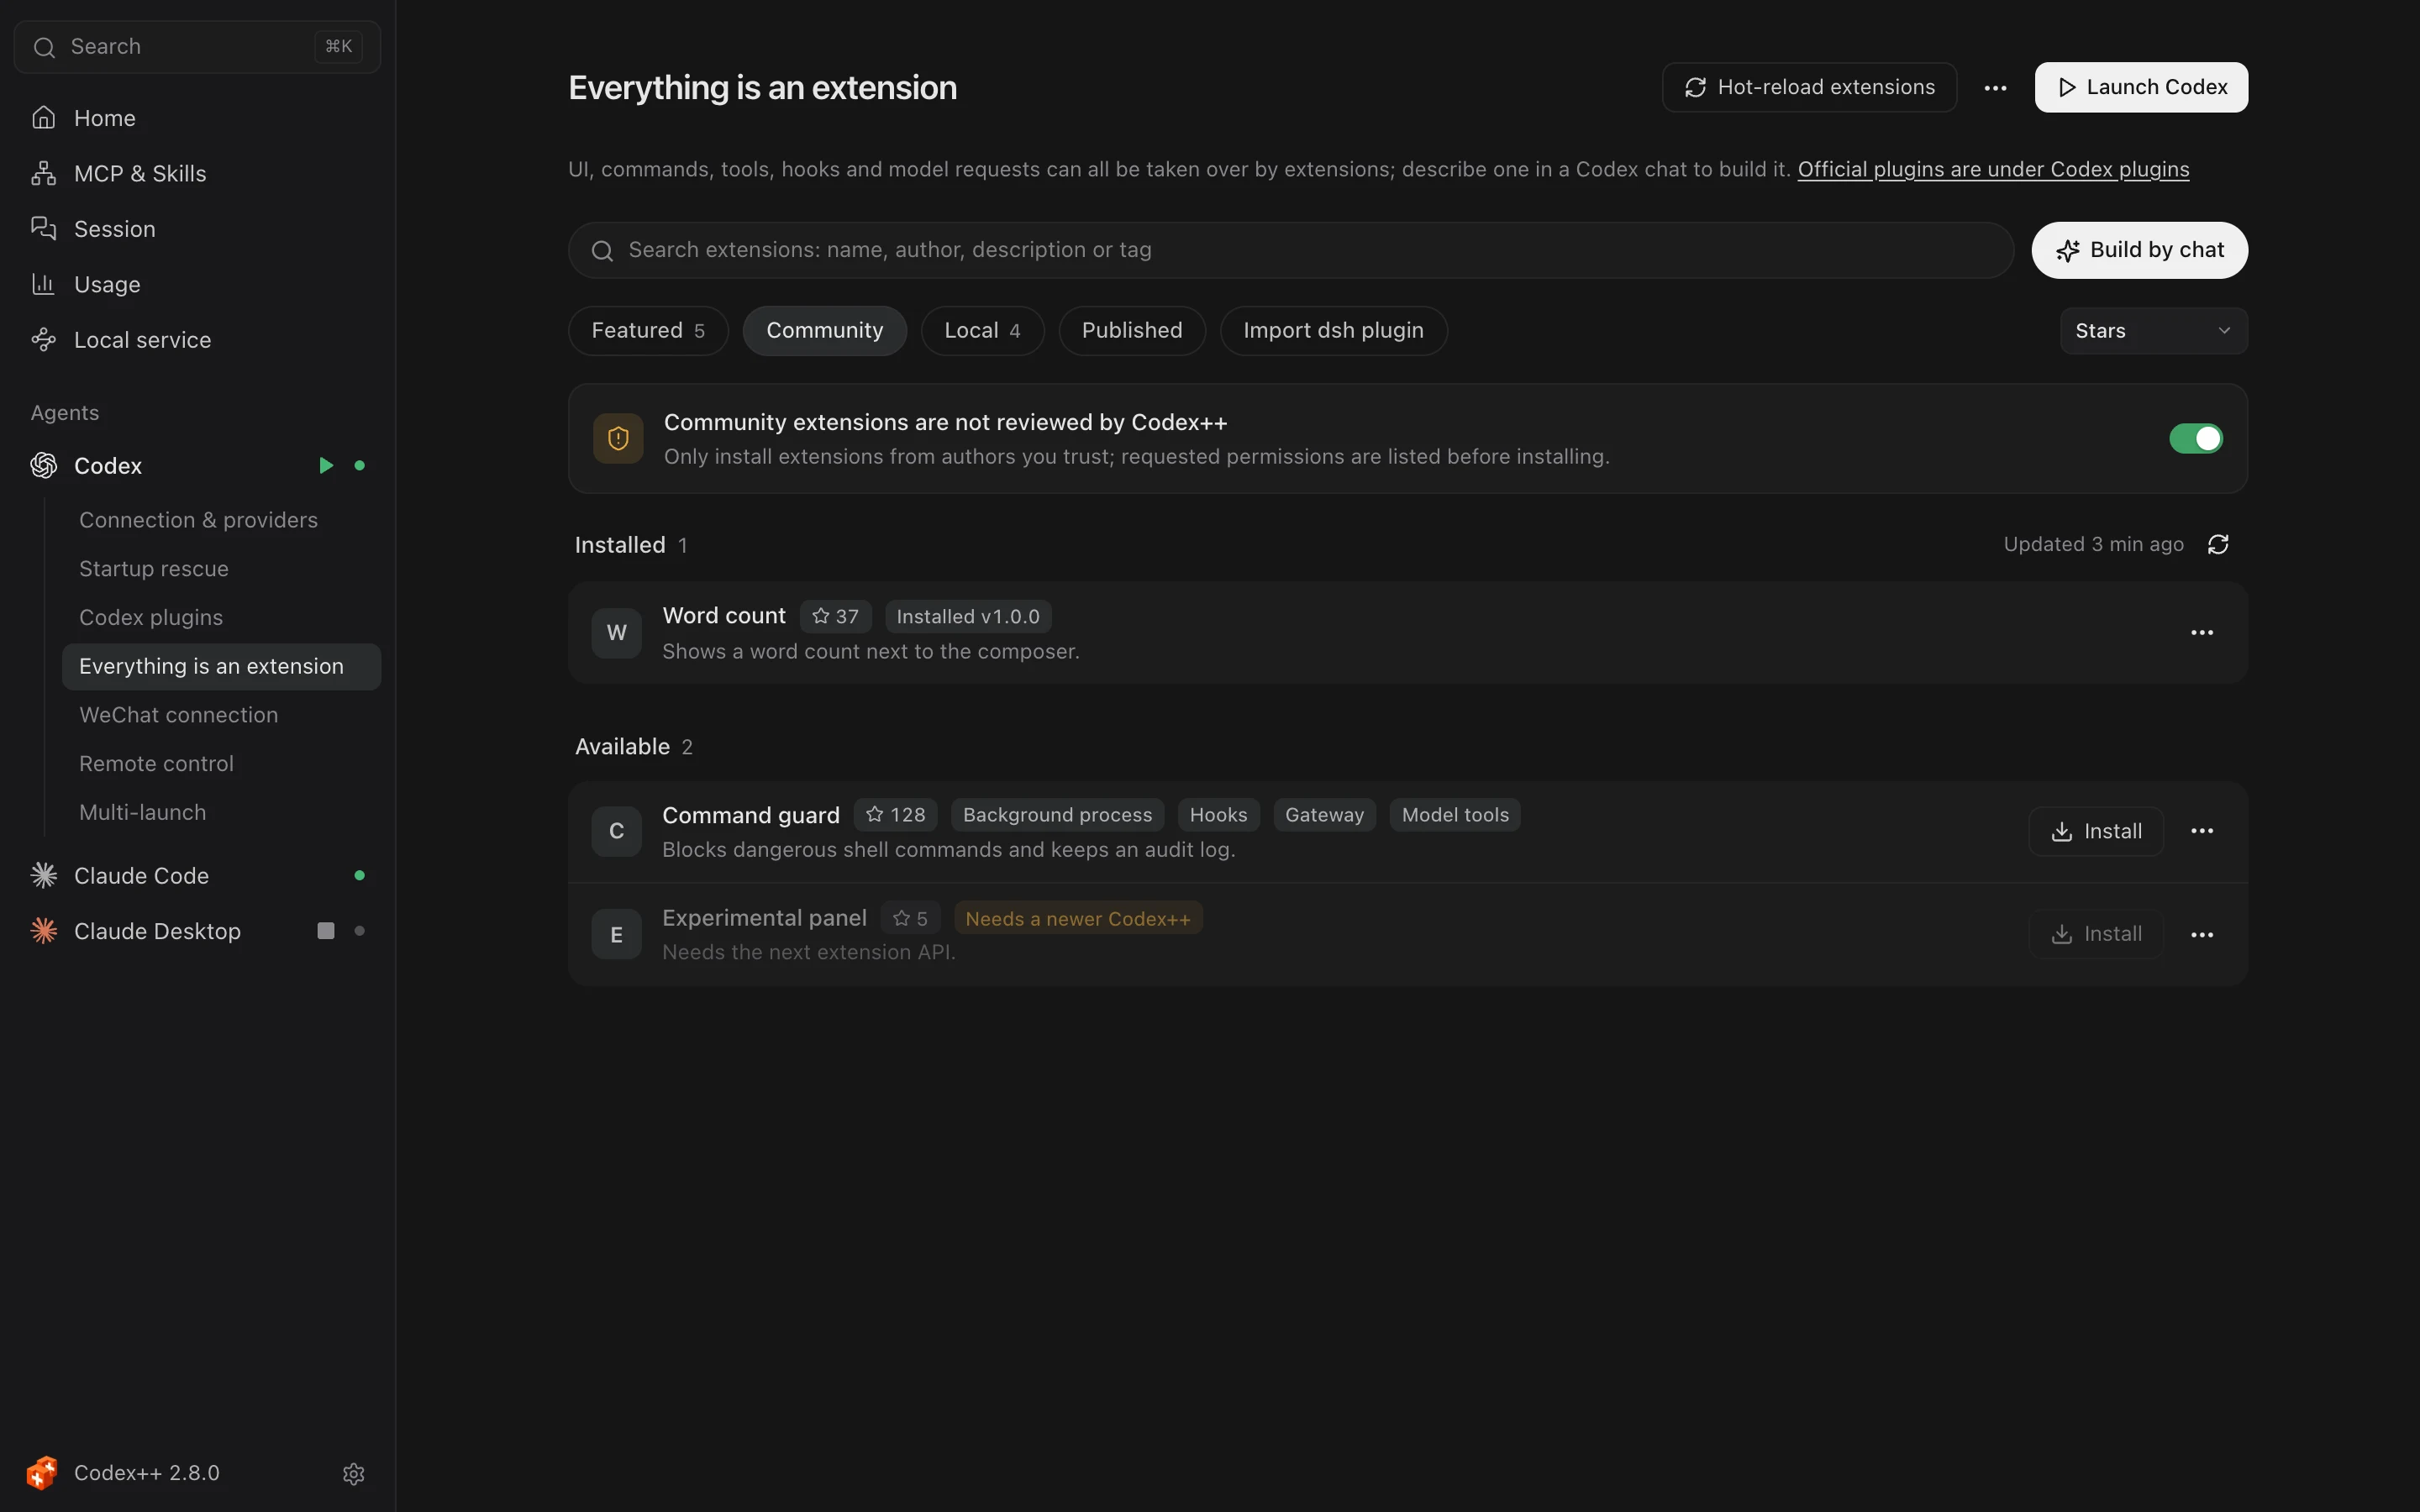 Search ⌘K
Home
MCP & Skills
Session
Usage
Local service
Agents
Codex
Connection & providers
Startup rescue
Codex plugins
Everything is an extension
WeChat connection
Remote control
Multi-launch
Claude Code
Claude Desktop
Codex++ 2.8.0
Everything is an extension
Hot-reload extensions
Launch Codex
UI, commands, tools, hooks and model requests can all be taken over by extensions; describe one in a Codex chat to build it. Official plugins are under Codex plugins
Search extensions: name, author, description or tag
Build by chat
Featured 5
Community
Local 4
Published
Import dsh plugin
Stars
Community extensions are not reviewed by Codex++
Only install extensions from authors you trust; requested permissions are listed before installing.
Installed 1
Updated 3 min ago
W
Word count 37 Installed v1.0.0
Shows a word count next to the composer.
Available 2
C
Command guard 128 Background process Hooks Gateway Model tools
Blocks dangerous shell commands and keeps an audit log.
Install
E
Experimental panel 5 Needs a newer Codex++
Needs the next extension API.
Install